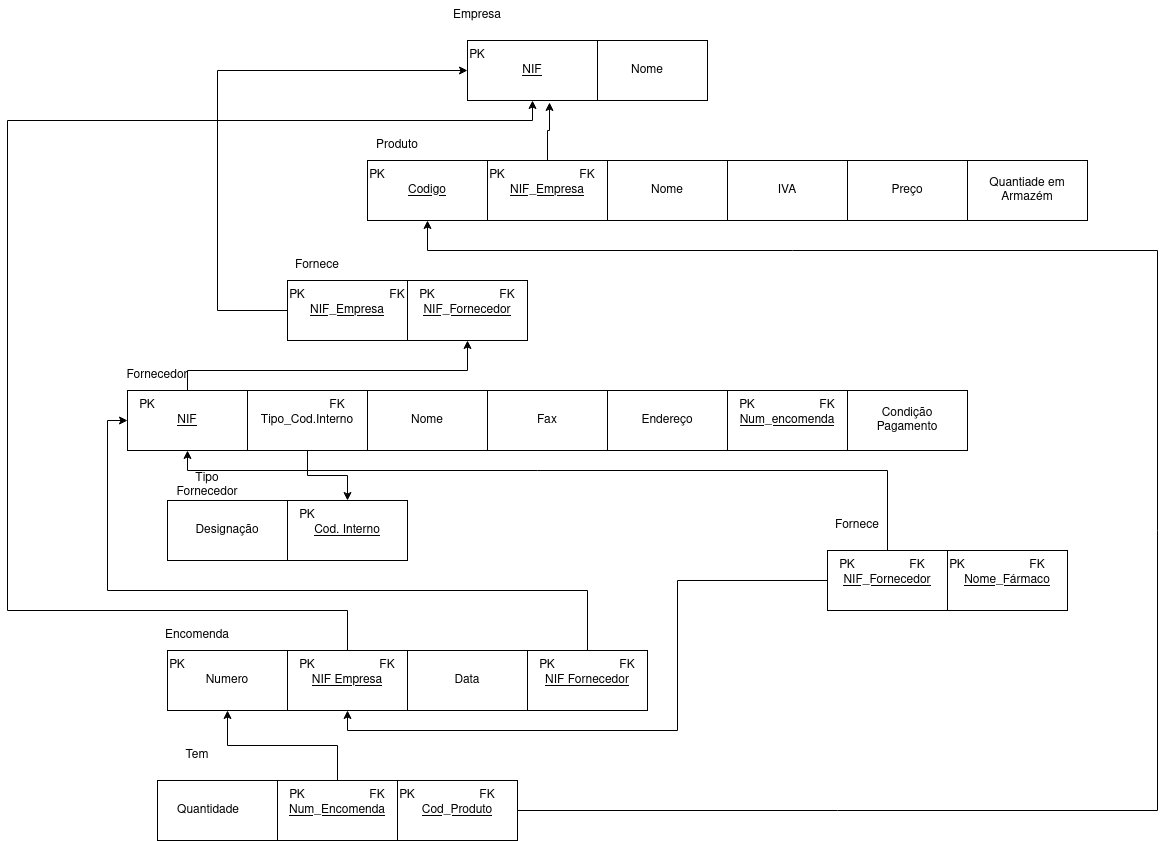 Empresa
PK
NIF
Nome
Produto
PK
Codigo
PK FK
NIF_Empresa
Nome
IVA
Preço
Quantiade em
Armazém
Fornece
PK FK
NIF_Empresa
PK FK
NIF_Fornecedor
Fornecedor
PK
NIF
FK
Tipo_Cod.Interno
Nome
Fax
Endereço
PK FK
Num_encomenda
Condição
Pagamento
Tipo
Fornecedor
Designação
PK
Cod. Interno
Fornece
PK FK
NIF_Fornecedor
PK FK
Nome_Fármaco
Encomenda
PK
Numero
PK FK
NIF Empresa
Data
PK FK
NIF Fornecedor
Tem
Quantidade
PK FK
Num_Encomenda
PK FK
Cod_Produto